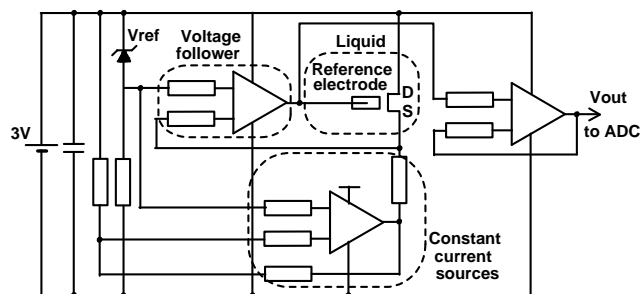 Vref
Voltage
follower
Liquid
Reference
electrode
D
S
3V
Vout
to ADC
Constant
current
sources